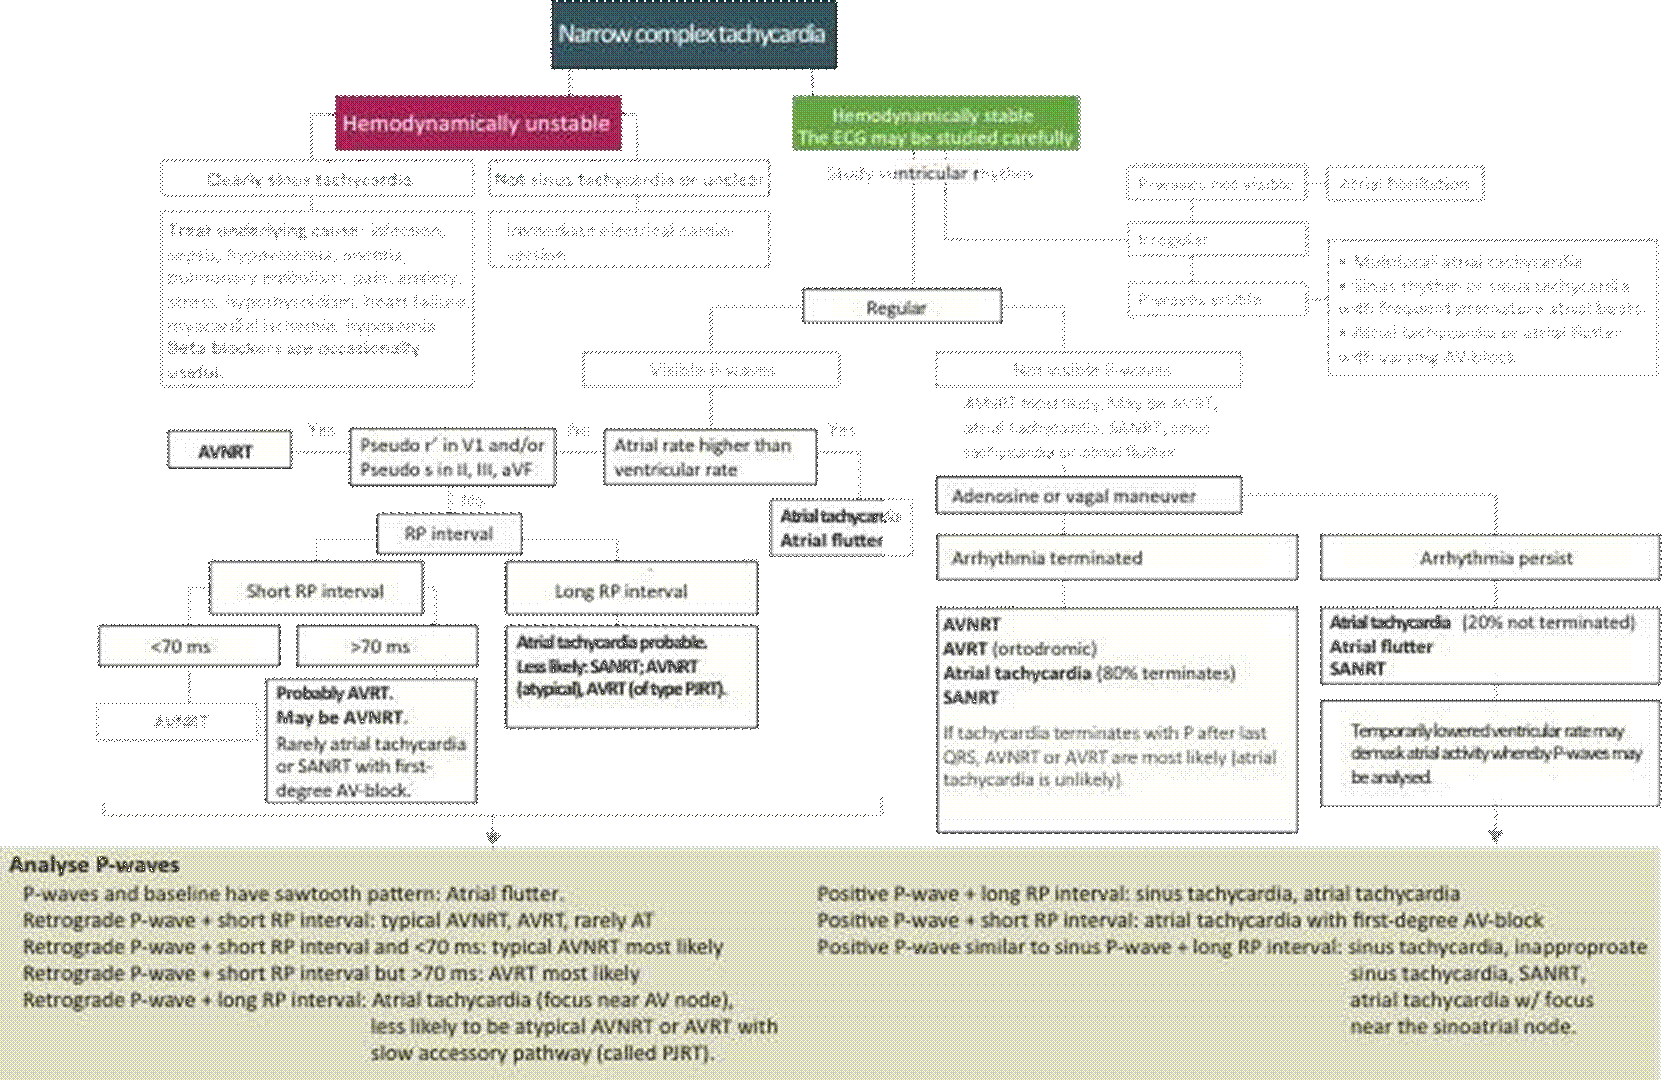 Narrow complex tachycardia
Hemodynamically unstable
Hemodynamically stable
The ECG may be studied carefully
Clearly sinus tachycardia
Not sinus tachycardia or unclear
Study ventricular rhythm
P-waves not visible
Atrial fibrillation
Treat underlying cause: infection,
sepsis, hypovolemia, anemia,
pulmonary embolism, pain, anxiety,
stress, hypothyroidism, heart failure,
myocardial ischemia, hypoxemia
Beta blockers are occasionally
useful.
Immediate electrical cardio-
version
Irregular
P-waves visible
• Multifocal atrial tachycardia
• Sinus rhythm or sinus tachycardia
with frequent premature atrial beats.
• Atrial tachycardia or atrial flutter
with varying AV-block
Regular
Visible P-waves
Not visible P-waves
AVNRT most likely. May be AVRT,
atrial tachycardia, SANRT, sinus
tachycardia or atrial flutter
AVNRT
Yes
Pseudo r' in V1 and/or
Pseudo s in II, III, aVF
No
Atrial rate higher than
ventricular rate
Yes
No
Atrial tachycardia
Atrial flutter
RP interval
Short RP interval
Long RP interval
<70 ms
>70 ms
AVNRT
Probably AVRT.
May be AVNRT.
Rarely atrial tachycardia
or SANRT with first-
degree AV-block.
Atrial tachycardia probable.
Less likely: SANRT; AVNRT
(atypical), AVRT (of type PJRT).
Adenosine or vagal maneuver
Arrhythmia terminated
Arrhythmia persist
AVNRT
AVRT (ortodromic)
Atrial tachycardia (80% terminates)
SANRT
If tachycardia terminates with P after last
QRS, AVNRT or AVRT are most likely (atrial
tachycardia is unlikely).
Atrial tachycardia (20% not terminated)
Atrial flutter
SANRT
Temporarily lowered ventricular rate may
demask atrial activity whereby P-waves may
be analysed.
Analyse P-waves
P-waves and baseline have sawtooth pattern: Atrial flutter.
Retrograde P-wave + short RP interval: typical AVNRT, AVRT, rarely AT
Retrograde P-wave + short RP interval and <70 ms: typical AVNRT most likely
Retrograde P-wave + short RP interval but >70 ms: AVRT most likely
Retrograde P-wave + long RP interval: Atrial tachycardia (focus near AV node),
less likely to be atypical AVNRT or AVRT with
slow accessory pathway (called PJRT).
Positive P-wave + long RP interval: sinus tachycardia, atrial tachycardia
Positive P-wave + short RP interval: atrial tachycardia with first-degree AV-block
Positive P-wave similar to sinus P-wave + long RP interval: sinus tachycardia, inapproproate
sinus tachycardia, SANRT,
atrial tachycardia w/ focus
near the sinoatrial node.